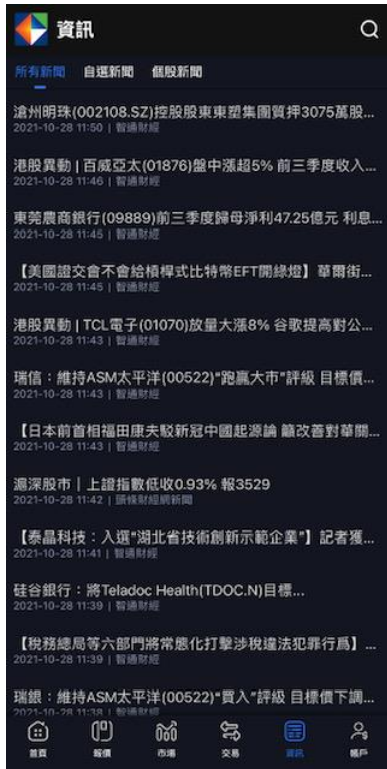 資訊
所有新聞 自選新聞 個股新聞
滄州明珠(002108.SZ)控股股東東塑集團質押3075萬股...
2021-10-28 11:50 | 智通財經
港股異動 | 百威亞太(01876)盤中漲超5% 前三季度收入...
2021-10-28 11:46 | 智通財經
東莞農商銀行(09889)前三季度歸母淨利47.25億元 利息...
2021-10-28 11:45 | 智通財經
【美國證交會不會給槓桿式比特幣EFT開綠燈】華爾街...
2021-10-28 11:45 | 智通財經
港股異動 | TCL電子(01070)放量大漲8% 谷歌提高對公...
2021-10-28 11:43 | 智通財經
瑞信：維持ASM太平洋(00522)“跑贏大市”評級 目標價...
2021-10-28 11:43 | 智通財經
【日本前首相福田康夫駁新冠中國起源論 籲改善對華關...
2021-10-28 11:43 | 智通財經
滬深股市｜上證指數低收0.93% 報3529
2021-10-28 11:42 | 頭條財經網新聞
【泰晶科技：入選“湖北省技術創新示範企業”】記者獲...
2021-10-28 11:41 | 智通財經
硅谷銀行：將Teladoc Health(TDOC.N)目標...
2021-10-28 11:39 | 智通財經
【稅務總局等六部門將常態化打擊涉稅違法犯罪行爲】...
2021-10-28 11:39 | 智通財經
瑞銀：維持ASM太平洋(00522)“買入”評級 目標價下調...
2021-10-28 11:38 | 智通財經
首頁 報價 市場 交易 資訊 賬戶